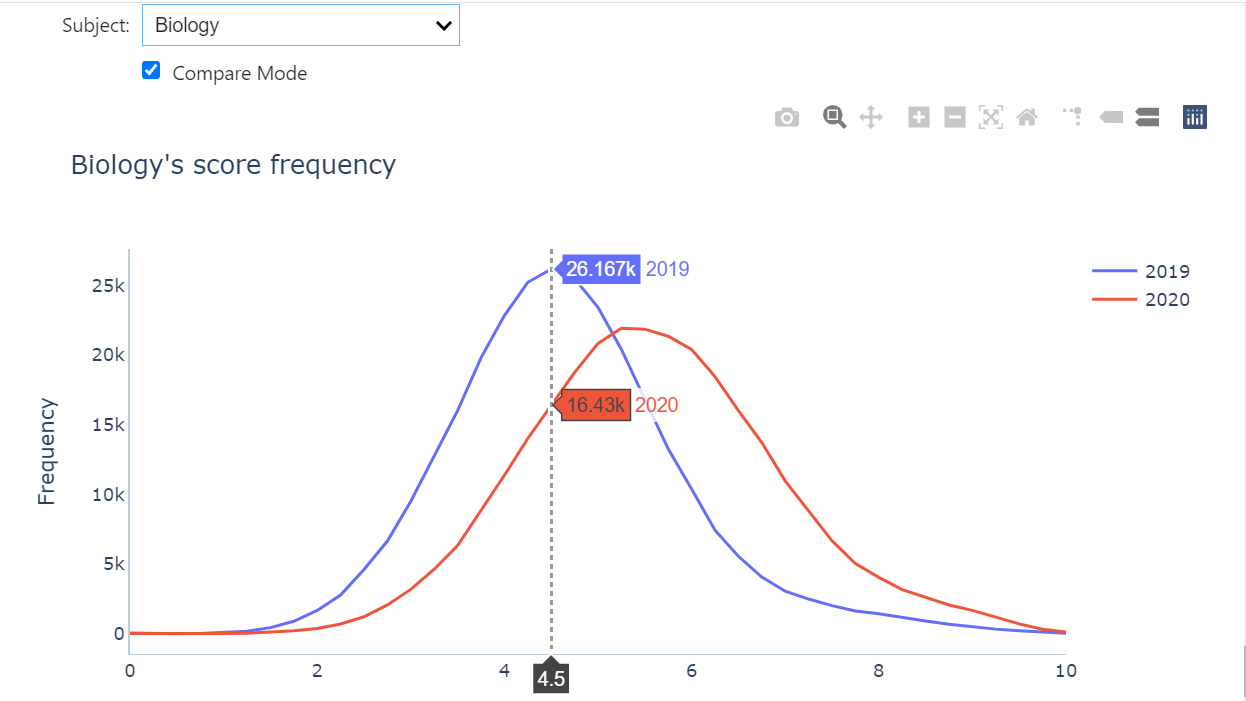 Subject: Biology
Compare Mode
Biology's score frequency
26.167k 2019
2019
2020
25k
20k
15k
10k
5k
0
Frequency
16.43k 2020
0 2 4 6 8 10
4.5